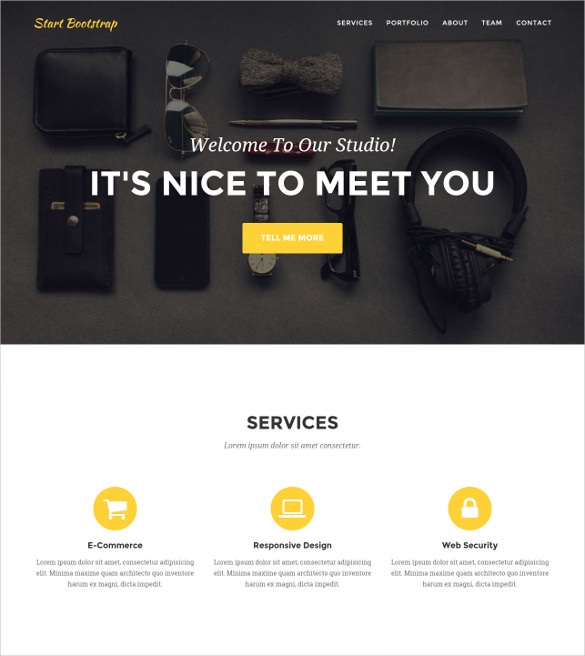 Start Bootstrap
SERVICES PORTFOLIO ABOUT TEAM CONTACT
Welcome To Our Studio!
IT'S NICE TO MEET YOU
TELL ME MORE
SERVICES
Lorem ipsum dolor sit amet consectetur.
E-Commerce
Lorem ipsum dolor sit amet, consectetur adipisicing
elit. Minima maxime quam architecto quo inventore
harum ex magni, dicta impedit.
Responsive Design
Lorem ipsum dolor sit amet, consectetur adipisicing
elit. Minima maxime quam architecto quo inventore
harum ex magni, dicta impedit.
Web Security
Lorem ipsum dolor sit amet, consectetur adipisicing
elit. Minima maxime quam architecto quo inventore
harum ex magni, dicta impedit.